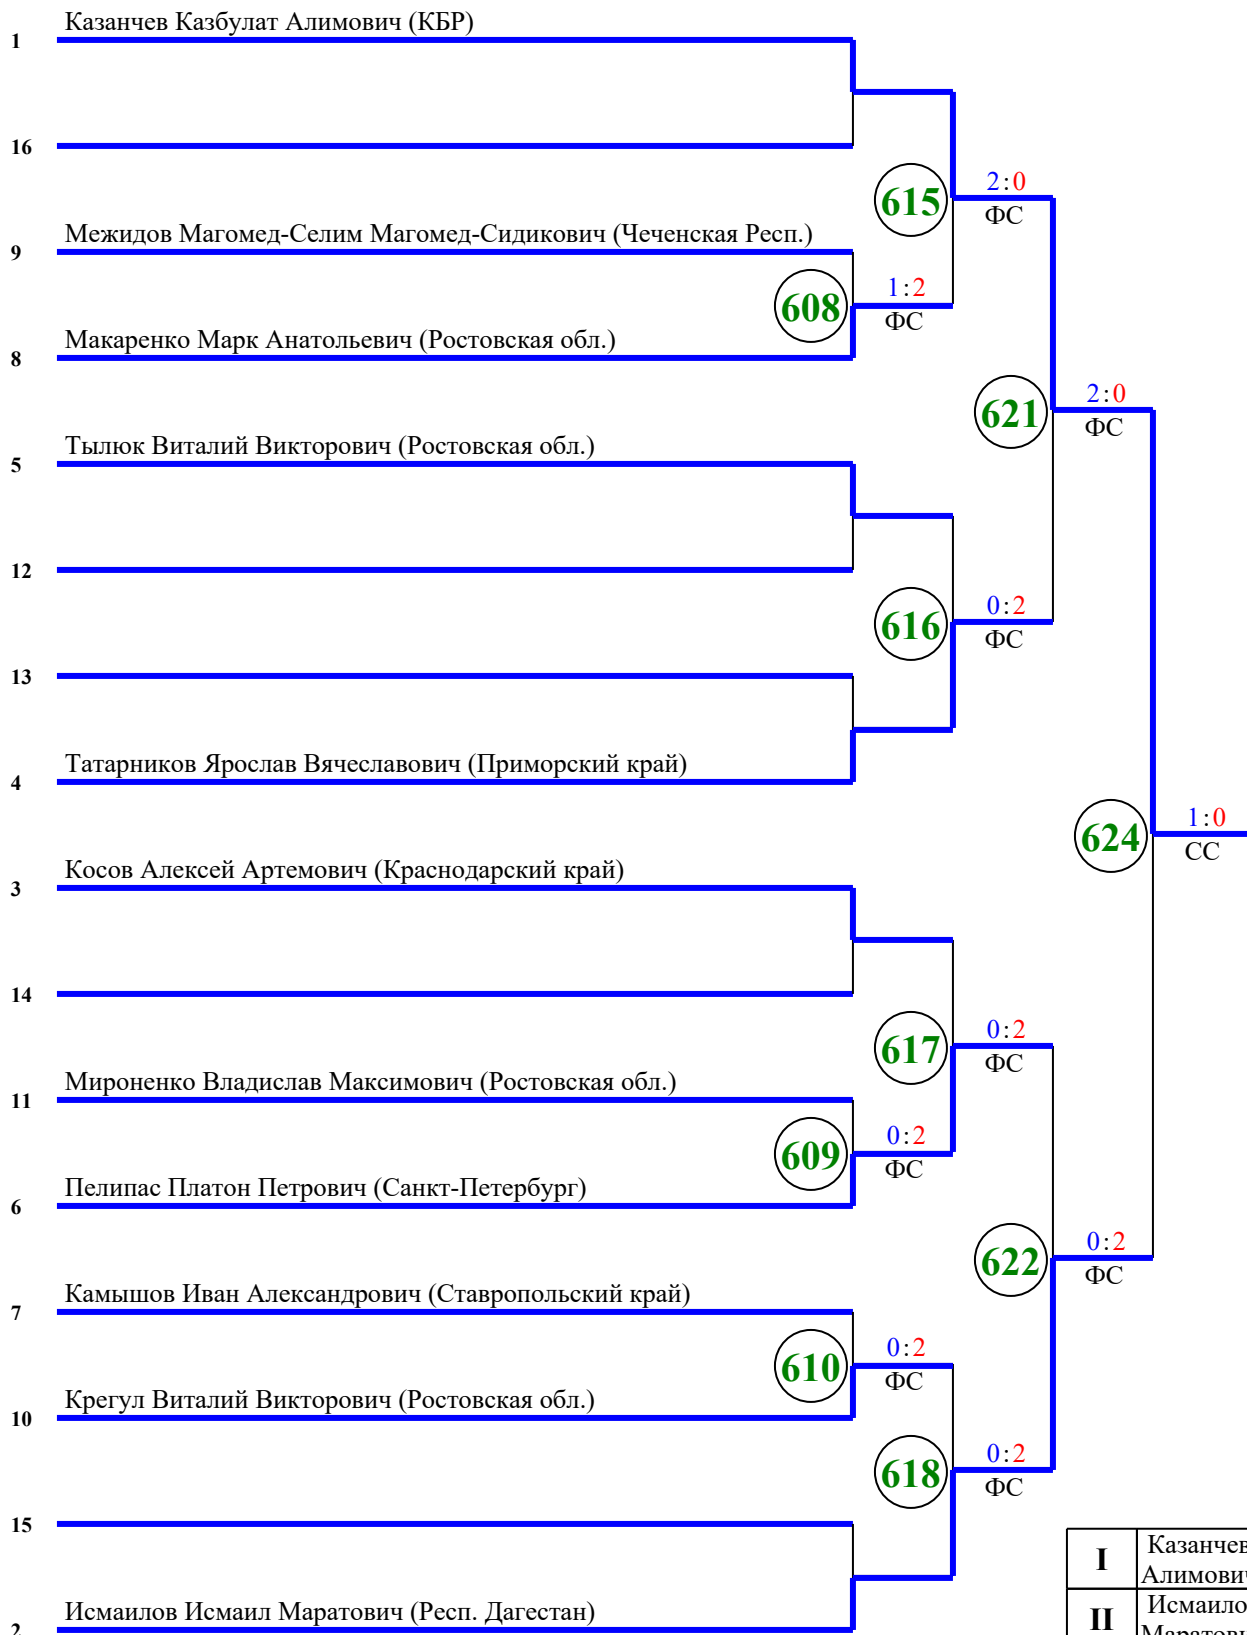 Казанчев Казбулат Алимович (КБР)
1
16
2:0
615
ФС
Межидов Магомед-Селим Магомед-Сидикович (Чеченская Респ.)
9
1:2
608
ФС
Макаренко Марк Анатольевич (Ростовская обл.)
8
2:0
621
ФС
Тылюк Виталий Викторович (Ростовская обл.)
5
12
0:2
616
ФС
13
Татарников Ярослав Вячеславович (Приморский край)
4
1:0
624
СС
Косов Алексей Артемович (Краснодарский край)
3
14
0:2
617
ФС
Мироненко Владислав Максимович (Ростовская обл.)
11
0:2
609
ФС
Пелипас Платон Петрович (Санкт-Петербург)
6
0:2
622
ФС
Камышов Иван Александрович (Ставропольский край)
7
0:2
610
ФС
Крегул Виталий Викторович (Ростовская обл.)
10
0:2
618
ФС
15
I
Казанчев
Алимович
Исмаилов Исмаил Маратович (Респ. Дагестан)
2
II